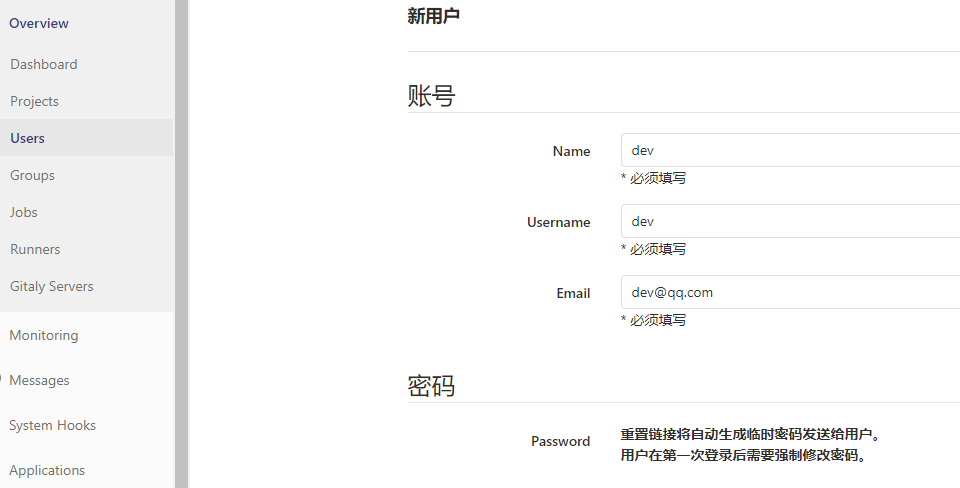 Overview
Dashboard
Projects
Users
Groups
Jobs
Runners
Gitaly Servers
Monitoring
Messages
System Hooks
Applications
新用户
账号
Name
dev
* 必须填写
Username
dev
* 必须填写
Email
dev@qq.com
* 必须填写
密码
Password
重置链接将自动生成临时密码发送给用户。
用户在第一次登录后需要强制修改密码。